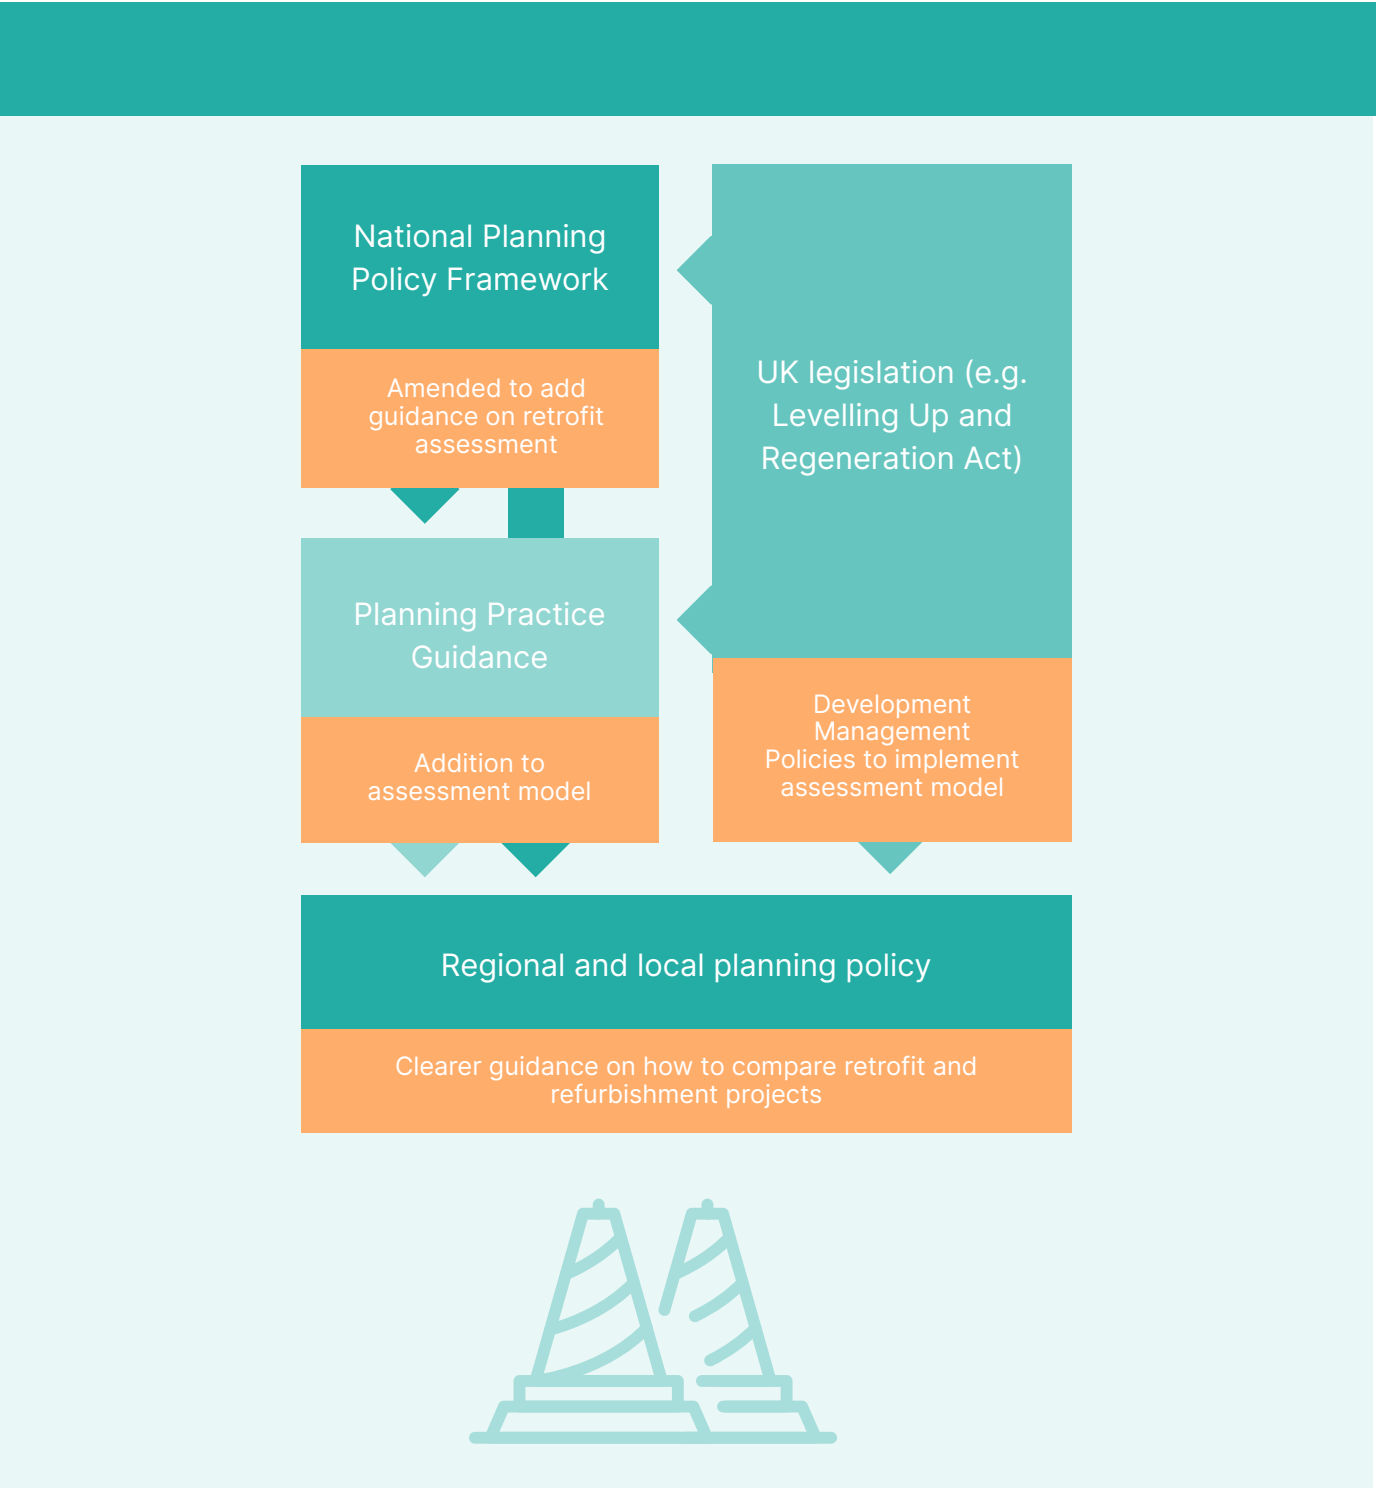 National Planning
Policy Framework
Amended to add
guidance on retrofit
assessment
UK legislation (e.g.
Levelling Up and
Regeneration Act)
Planning Practice
Guidance
Addition to
assessment model
Development
Management
Policies to implement
assessment model
Regional and local planning policy
Clearer guidance on how to compare retrofit and
refurbishment projects